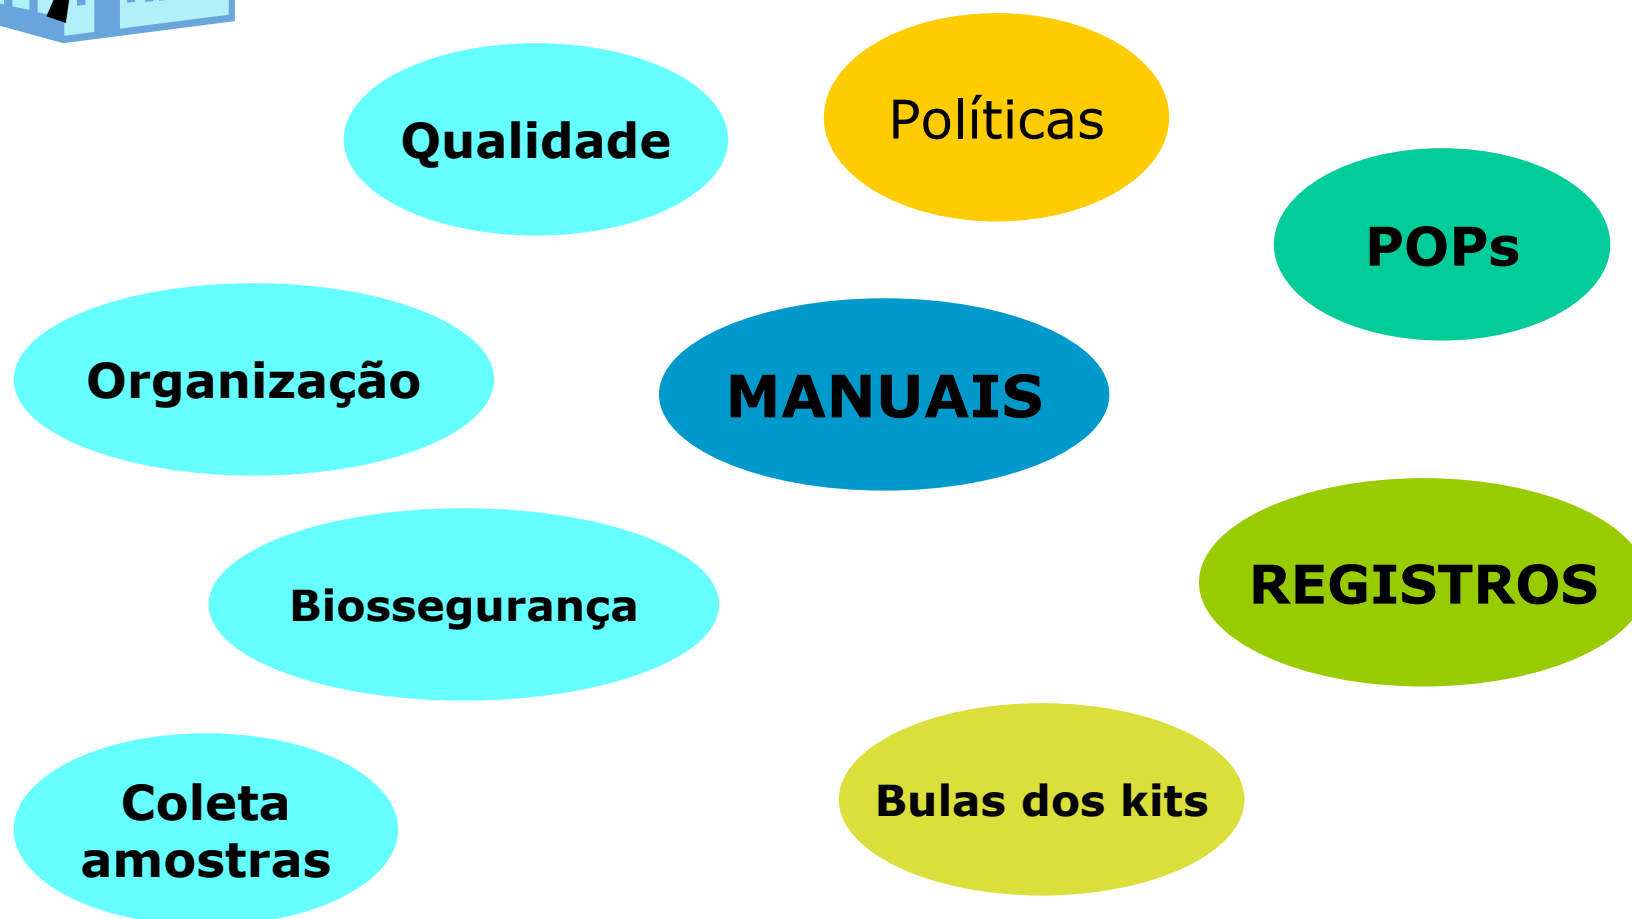 Qualidade
Políticas
POPs
Organização
MANUAIS
Biossegurança
REGISTROS
Coleta
amostras
Bulas dos kits